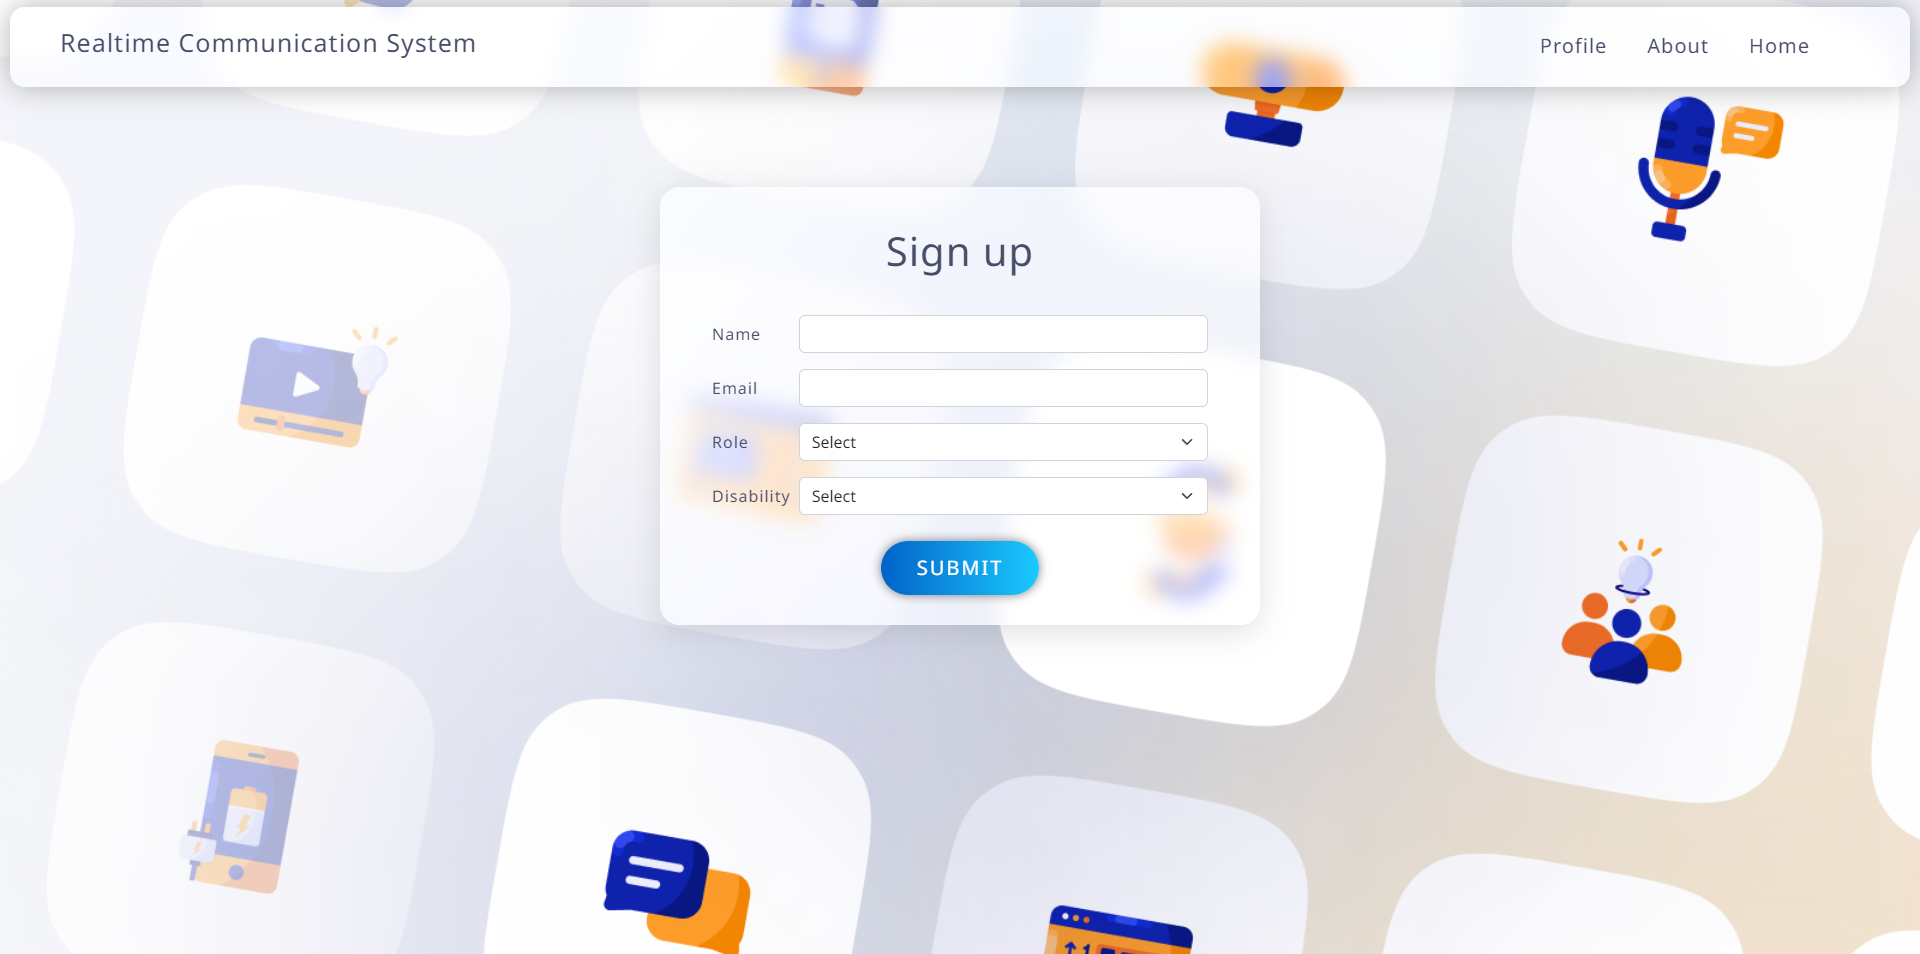 Realtime Communication System
Profile About Home
Sign up
Name
Email
Role Select
Disability Select
SUBMIT